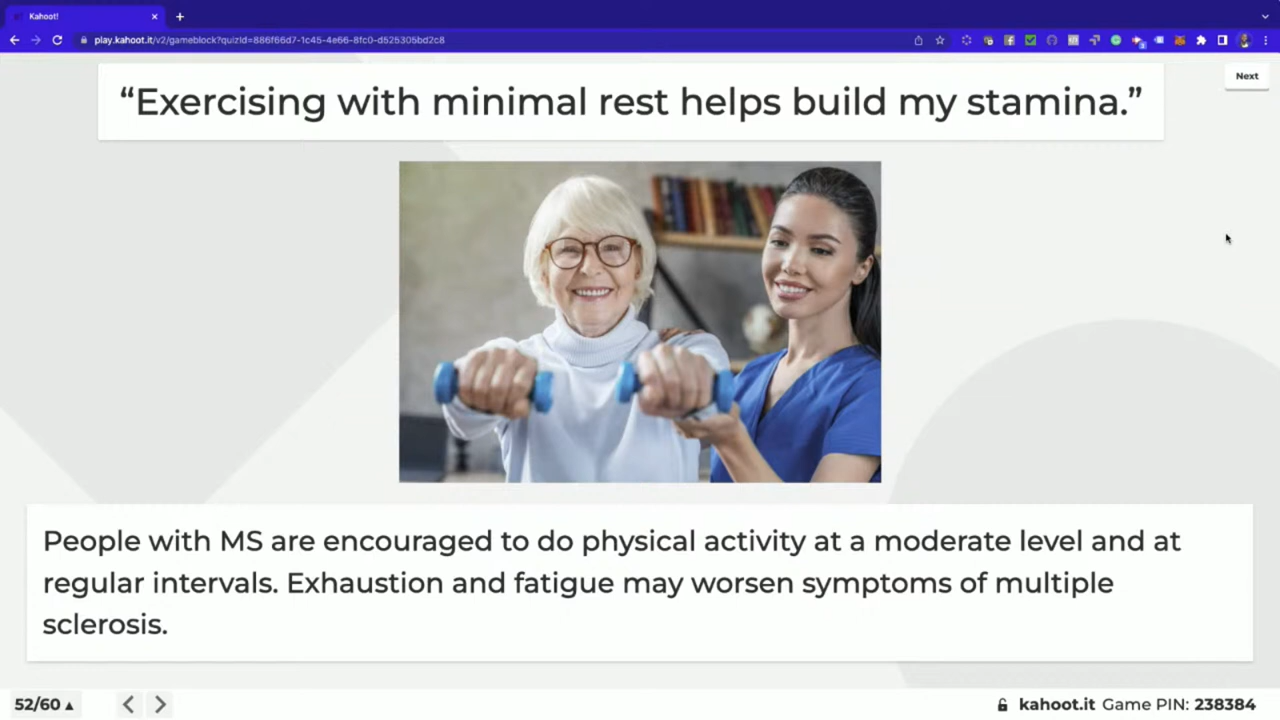 Kahoot!
play.kahoot.it/v2/gameblock?quizId=886f66d7-1c45-4e66-8fc0-d525305bd2c8
“Exercising with minimal rest helps build my stamina.”
Next
People with MS are encouraged to do physical activity at a moderate level and at
regular intervals. Exhaustion and fatigue may worsen symptoms of multiple
sclerosis.
52/60
kahoot.it Game PIN: 238384